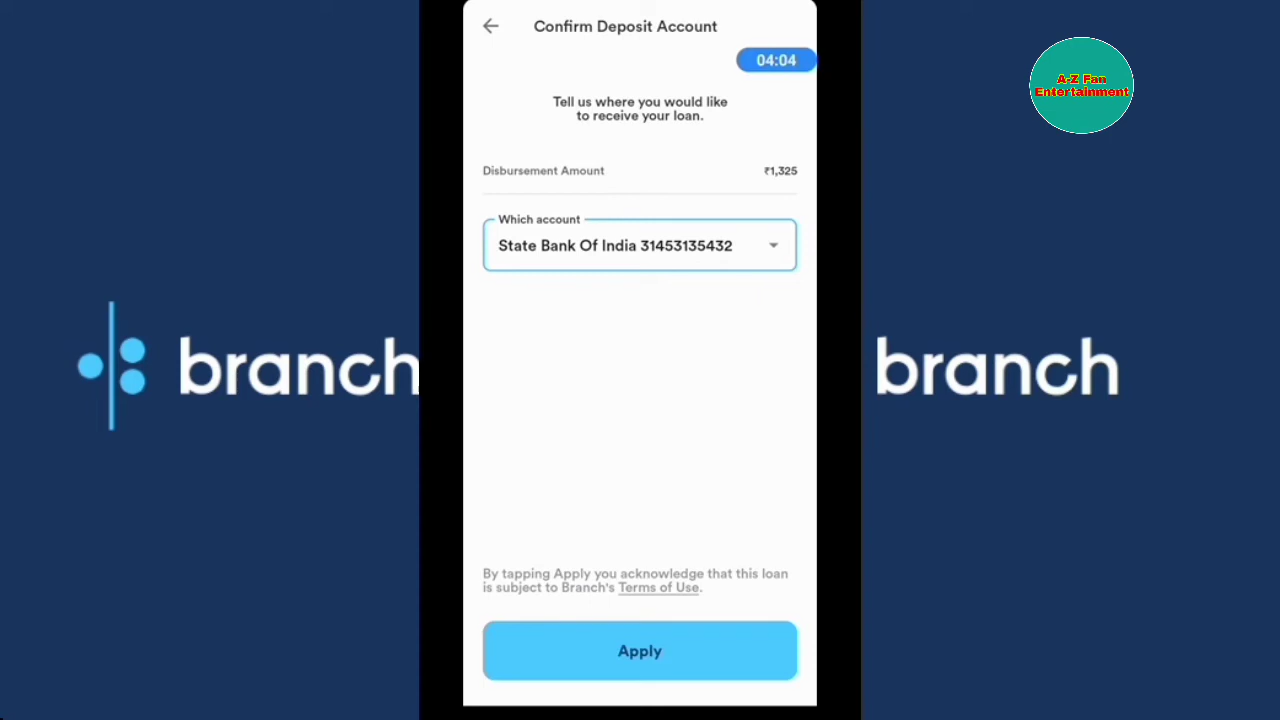 Confirm Deposit Account
04:04
A-Z Fan
Entertainment
Tell us where you would like
to receive your loan.
Disbursement Amount ₹1,325
Which account
State Bank Of India 31453135432
branch
branch
By tapping Apply you acknowledge that this loan
is subject to Branch's Terms of Use.
Apply